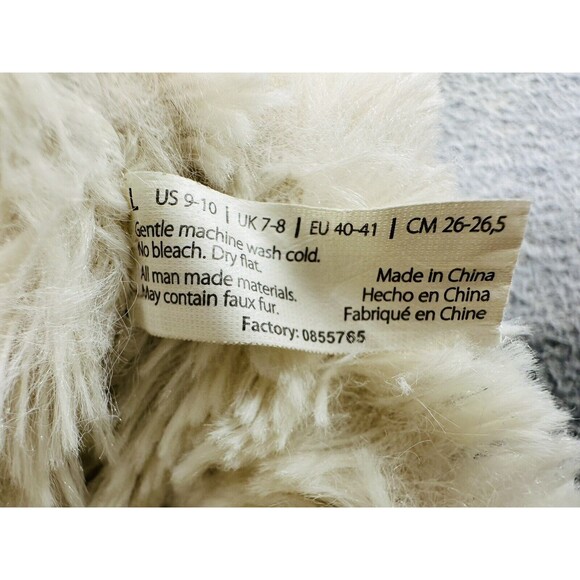 L US 9-10 | UK 7-8 | EU 40-41 | CM 26-26,5
Gentle machine wash cold.
No bleach. Dry flat.
All man made materials.
May contain faux fur.
Made in China
Hecho en China
Fabriqué en Chine
Factory: 0855765